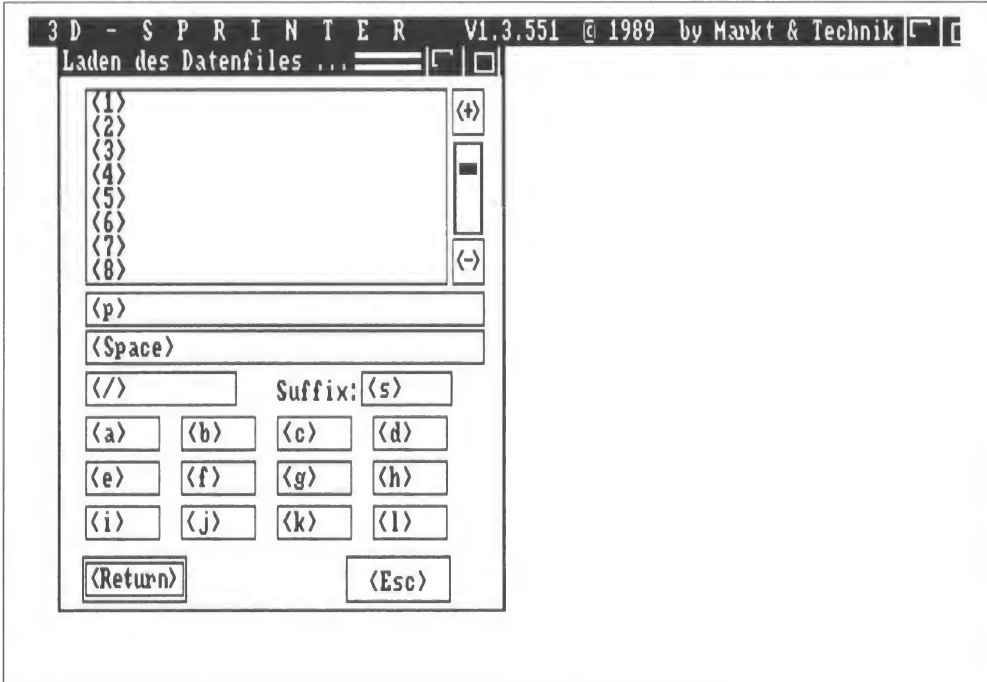 3 D - S P R I N T E R V1.3.551 © 1989 by Markt & Technik
Laden des Datenfiles ...
<1>
<2>
<3>
<4>
<5>
<6>
<7>
<8>
<+>
<->
<p>
<Space>
</> Suffix: <s>
<a> <b> <c> <d>
<e> <f> <g> <h>
<i> <j> <k> <l>
<Return> <Esc>